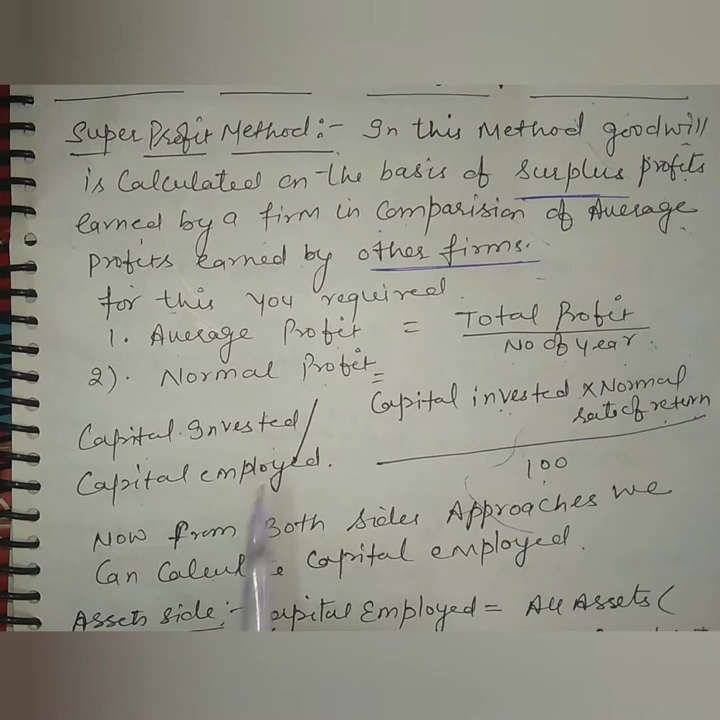 Super Profit Method:- In this Method goodwill
is Calculated on the basis of Surplus profits
earned by a firm in Comparision of Average
Profits earned by other firms.
for this you required
1. Average Profit = Total Profit
No of year.
2). Normal Profit =
Capital invested X Normal
rate of return
100
Capital Invested /
Capital employed.
Now from Both sides Approaches we
Can Calcul e Capital employed.
Assets side:- apital Employed = All Assets (